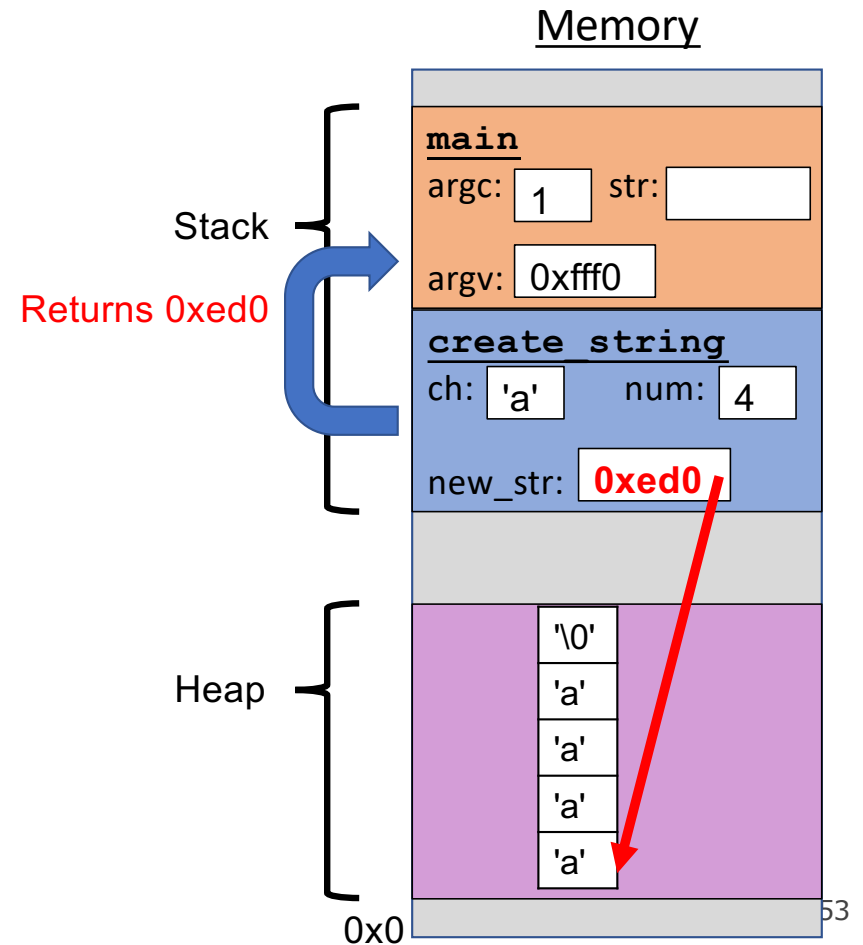 Memory
main
argc: 1 str:
Stack
argv: 0xfff0
Returns 0xed0
create_string
ch: 'a' num: 4
new_str: 0xed0
'\0'
'a'
Heap
'a'
'a'
'a'
53
0x0